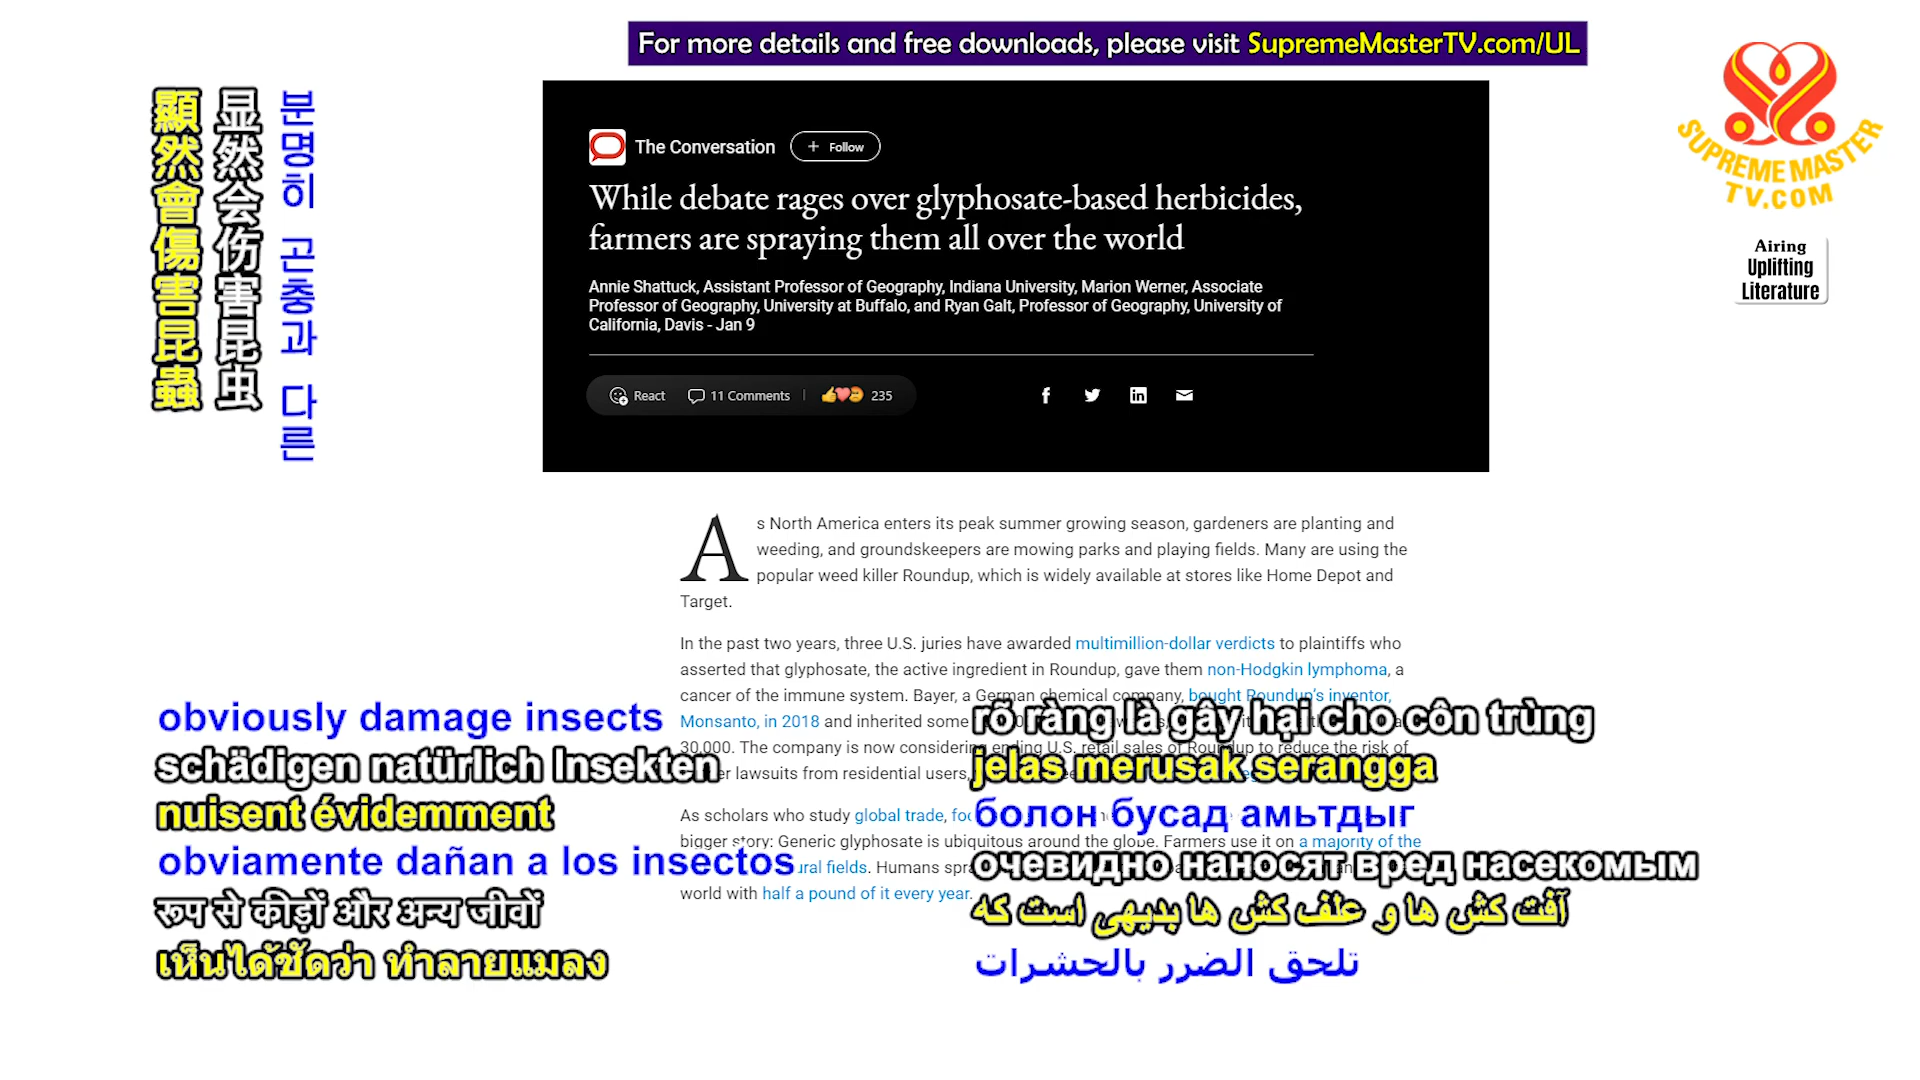 For more details and free downloads, please visit SupremeMasterTV.com/UL
SUPREME MASTER
TV.COM
Airing
Uplifting
Literature
顯然會傷害昆蟲
显然会伤害昆虫
분명히 곤충과 다른
The Conversation
+ Follow
While debate rages over glyphosate-based herbicides,
farmers are spraying them all over the world
Annie Shattuck, Assistant Professor of Geography, Indiana University, Marion Werner, Associate
Professor of Geography, University at Buffalo, and Ryan Galt, Professor of Geography, University of
California, Davis - Jan 9
React
11 Comments
235
As North America enters its peak summer growing season, gardeners are planting and
weeding, and groundskeepers are mowing parks and playing fields. Many are using the
popular weed killer Roundup, which is widely available at stores like Home Depot and
Target.
In the past two years, three U.S. juries have awarded multimillion-dollar verdicts to plaintiffs who
asserted that glyphosate, the active ingredient in Roundup, gave them non-Hodgkin lymphoma, a
cancer of the immune system. Bayer, a German chemical company, bought Roundup's inventor,
Monsanto, in 2018 and inherited some
30,000. The company is now considering ending U.S. retail sales of Roundup to reduce the risk of
lawsuits from residential users,
As scholars who study global trade,
bigger story: Generic glyphosate is ubiquitous around the globe. Farmers use it on a majority of the
fields. Humans
world with half a pound of it every year.
obviously damage insects
schädigen natürlich Insekten
nuisent évidemment
obviamente dañan a los insectos
रूप से कीड़ों और अन्य जीवों
เห็นได้ชัดว่า ทำลายแมลง
rõ ràng là gây hại cho côn trùng
jelas merusak serangga
болон бусад амьтдыг
очевидно наносят вред насекомым
آفت کش ها و علف کش ها بدیهی است که
تلحق الضرر بالحشرات